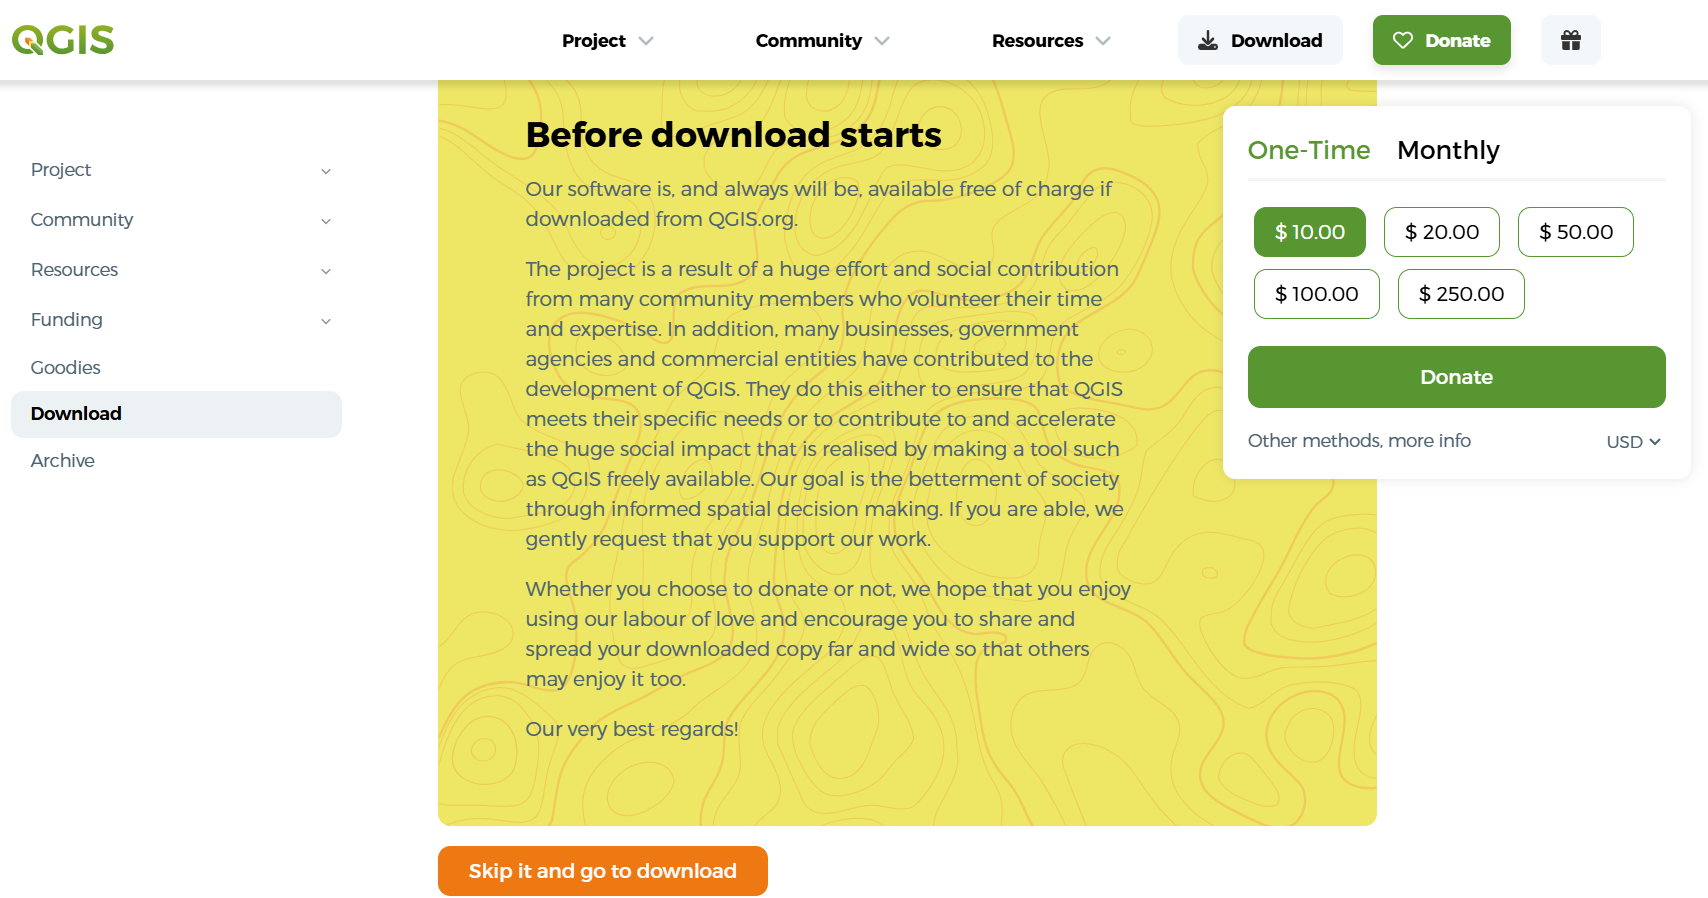 QGIS
Project
Community
Resources
Download
Donate
Project
Community
Resources
Funding
Goodies
Download
Archive
Before download starts
Our software is, and always will be, available free of charge if
downloaded from QGIS.org.
The project is a result of a huge effort and social contribution
from many community members who volunteer their time
and expertise. In addition, many businesses, government
agencies and commercial entities have contributed to the
development of QGIS. They do this either to ensure that QGIS
meets their specific needs or to contribute to and accelerate
the huge social impact that is realised by making a tool such
as QGIS freely available. Our goal is the betterment of society
through informed spatial decision making. If you are able, we
gently request that you support our work.
Whether you choose to donate or not, we hope that you enjoy
using our labour of love and encourage you to share and
spread your downloaded copy far and wide so that others
may enjoy it too.
Our very best regards!
One-Time Monthly
$ 10.00 $ 20.00 $ 50.00
$ 100.00 $ 250.00
Donate
Other methods, more info USD
Skip it and go to download